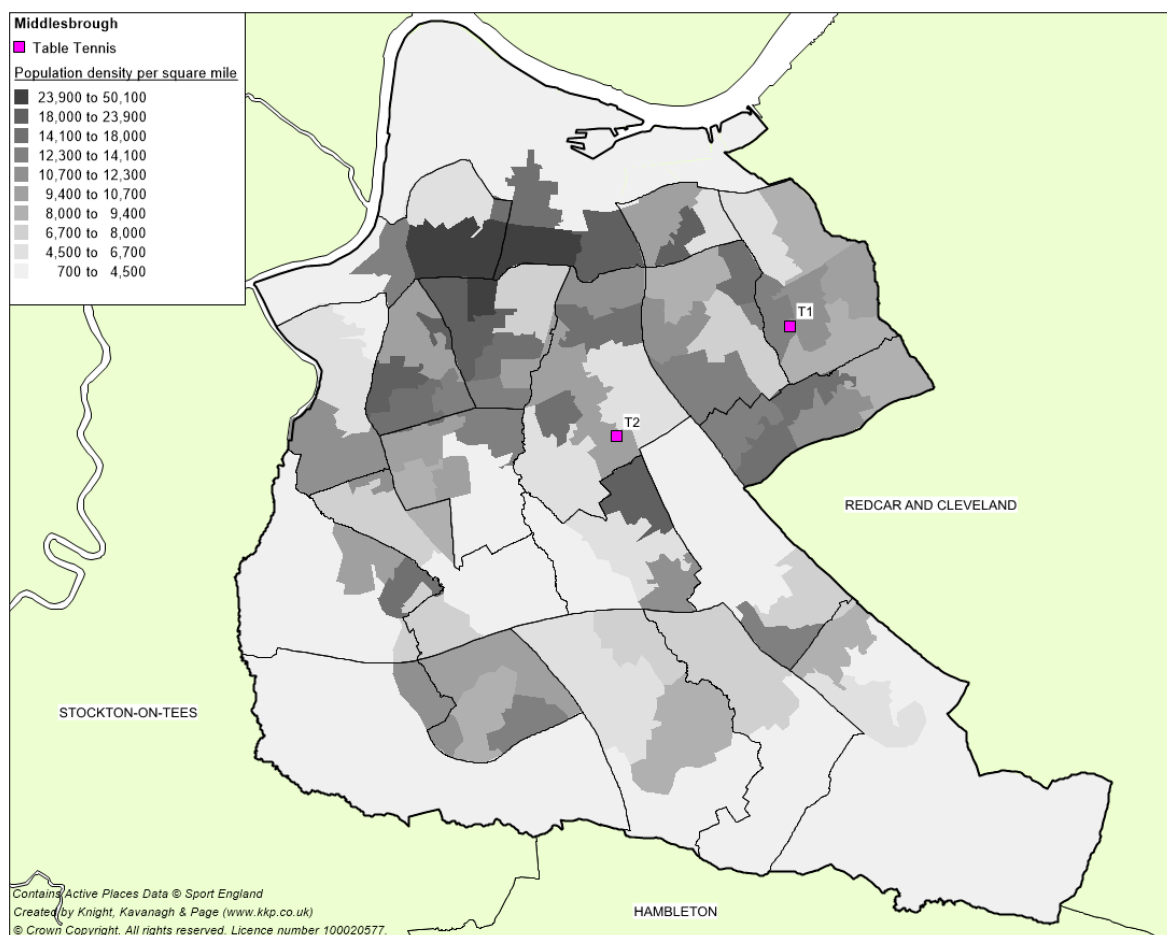 Middlesbrough
Table Tennis
Population density per square mile
23,900 to 50,100
18,000 to 23,900
14,100 to 18,000
12,300 to 14,100
10,700 to 12,300
9,400 to 10,700
8,000 to 9,400
6,700 to 8,000
4,500 to 6,700
700 to 4,500
T1
T2
REDCAR AND CLEVELAND
STOCKTON-ON-TEES
HAMBLETON
Contains Active Places Data © Sport England
Created by Knight, Kavanagh & Page (www.kkp.co.uk)
© Crown Copyright. All rights reserved. Licence number 100020577.